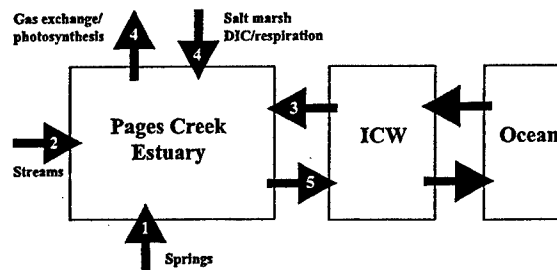 Gas exchange/
photosynthesis
4
4
Salt marsh
DIC/respiration
Pages Creek
Estuary
3
ICW
Ocean
2
Streams
5
1
Springs